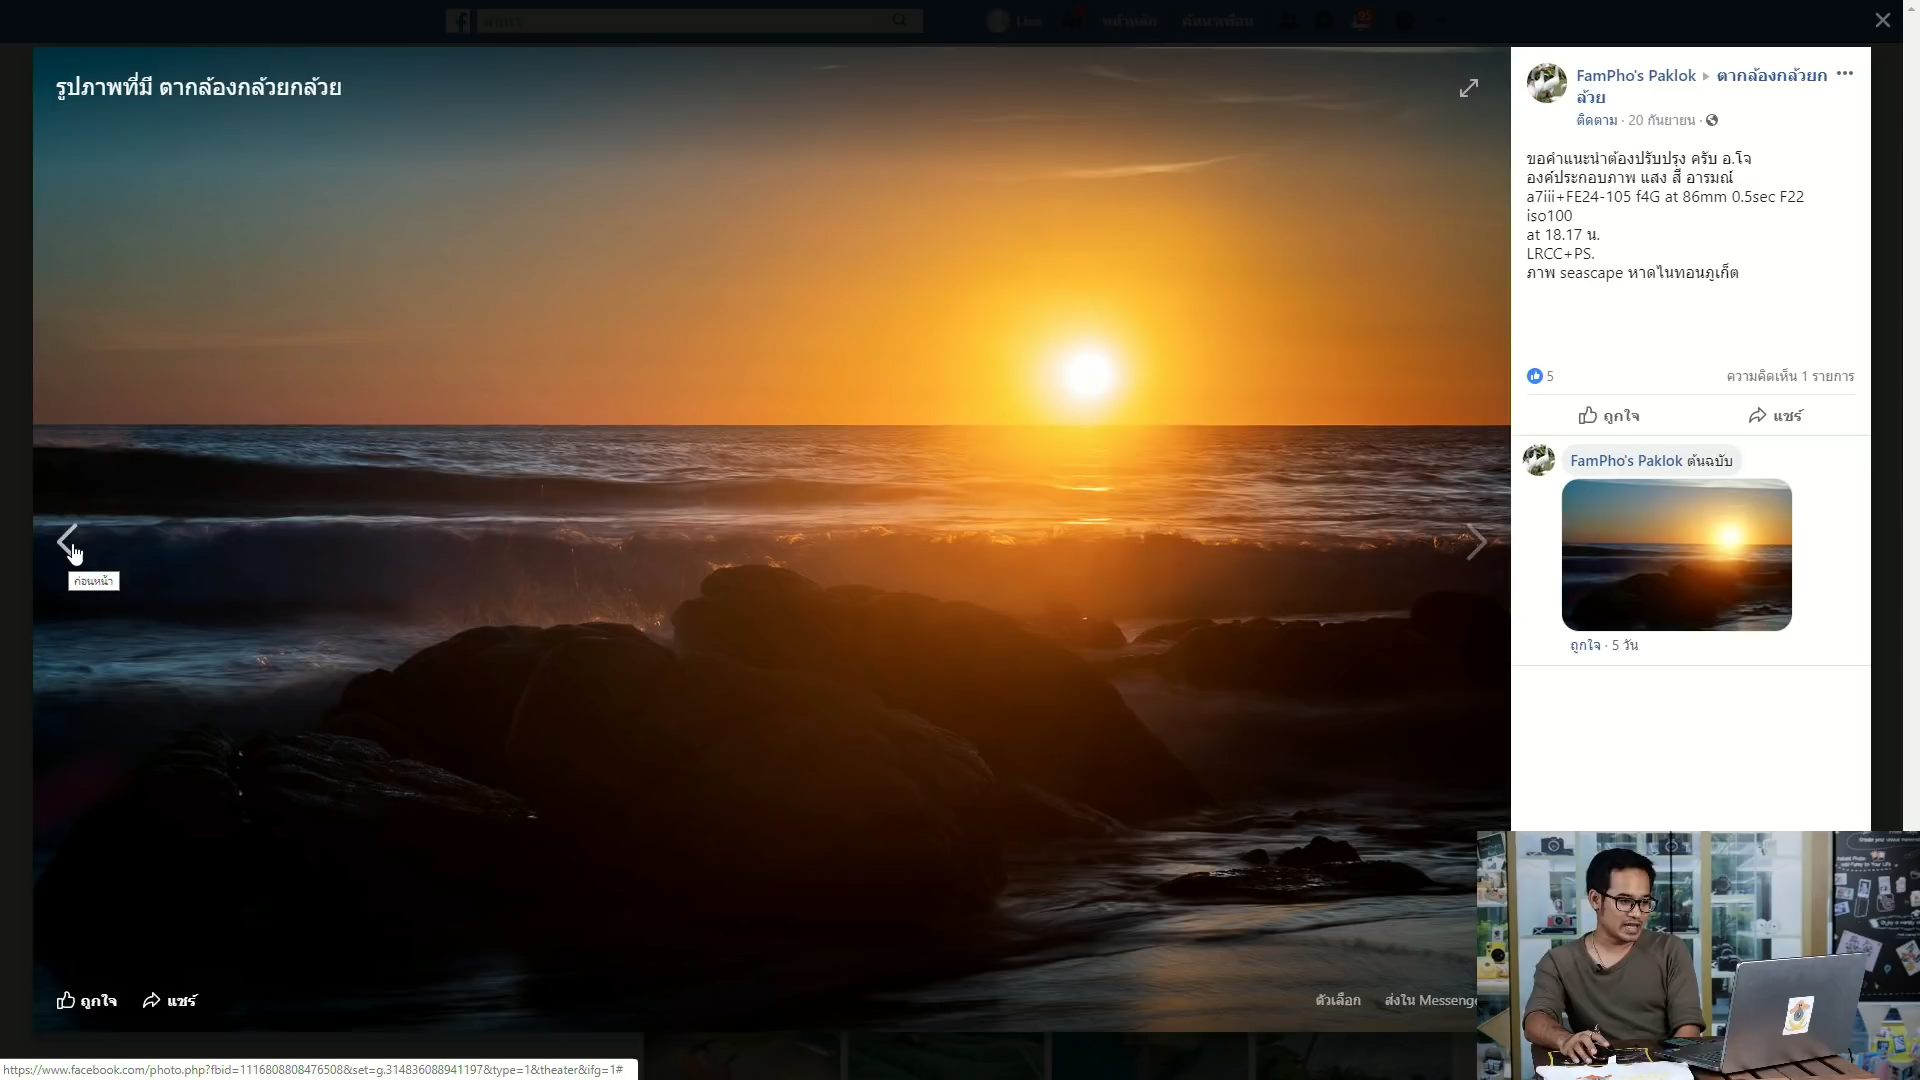 รูปภาพที่มี ตากล้องกล้วยกล้วย
FamPho's Paklok ▸ ตากล้องกล้วยก
ล้วย
ติดตาม · 20 กันยายน ·
ขอคำแนะนำต้องปรับปรุง ครับ อ.โจ
องค์ประกอบภาพ แสง สี อารมณ์
a7iii+FE24-105 f4G at 86mm 0.5sec F22
iso100
at 18.17 น.
LRCC+PS.
ภาพ seascape หาดไนทอนภูเก็ต
5
ความคิดเห็น 1 รายการ
ถูกใจ
แชร์
FamPho's Paklok ต้นฉบับ
ถูกใจ · 5 วัน
ก่อนหน้า
ถูกใจ
แชร์
ตัวเลือก
ส่งใน Messenge
https://www.facebook.com/photo.php?fbid=1116808808476508&set=g.314836088941197&type=1&theater&ifg=1#